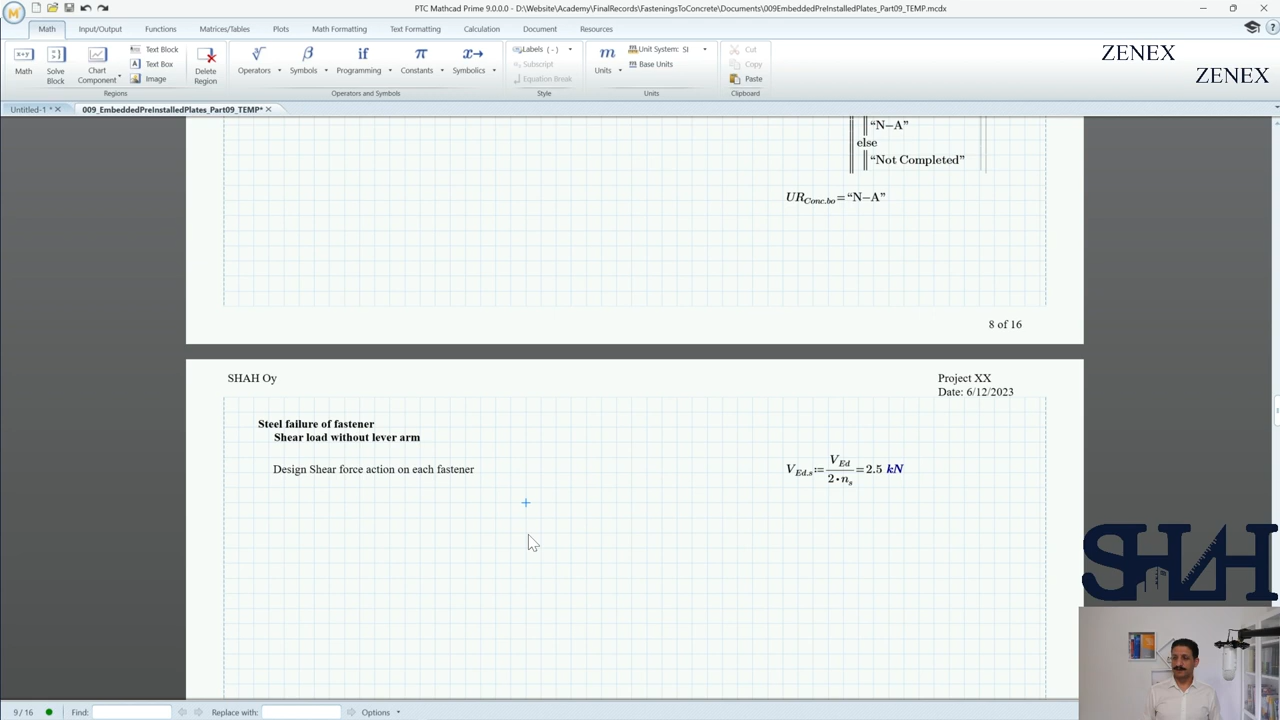 PTC Mathcad Prime 9.0.0.0 - D:\Website\Academy\FinalRecords\FasteningsToConcrete\Documents\009EmbeddedPreInstalledPlates_Part09_TEMP.mcdx
Math Input/Output Functions Matrices/Tables Plots Math Formatting Text Formatting Calculation Document Resources
Math
Solve Block
Chart Component
Text Block
Text Box
Image
Delete Region
Operators
Symbols
Programming
Constants
Symbolics
Labels ( - )
Subscript
Equation Break
Units
Unit System: SI
Base Units
Cut
Copy
Paste
Regions Operators and Symbols Style Units Clipboard
ZENEX
ZENEX
Untitled-1 * 009_EmbeddedPreInstalledPlates_Part09_TEMP*
“N−A”
else
“Not Completed”
UR_Conc.bo = “N−A”
8 of 16
SHAH Oy Project XX
Date: 6/12/2023
Steel failure of fastener
Shear load without lever arm
Design Shear force action on each fastener V_Ed.s := V_Ed / 2•n_s = 2.5 kN
SHAH
9 / 16 Find: Replace with: Options